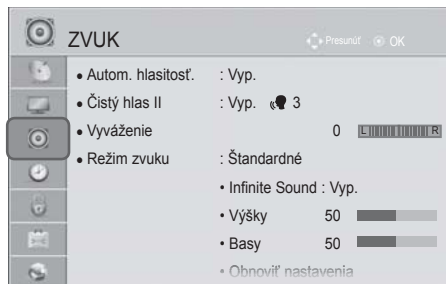 ZVUK Presunúť OK
● Autom. hlasitosť. : Vyp.
● Čistý hlas II : Vyp. 3
● Vyváženie 0 L R
● Režim zvuku : Štandardné
• Infinite Sound : Vyp.
• Výšky 50
• Basy 50
• Obnoviť nastavenia